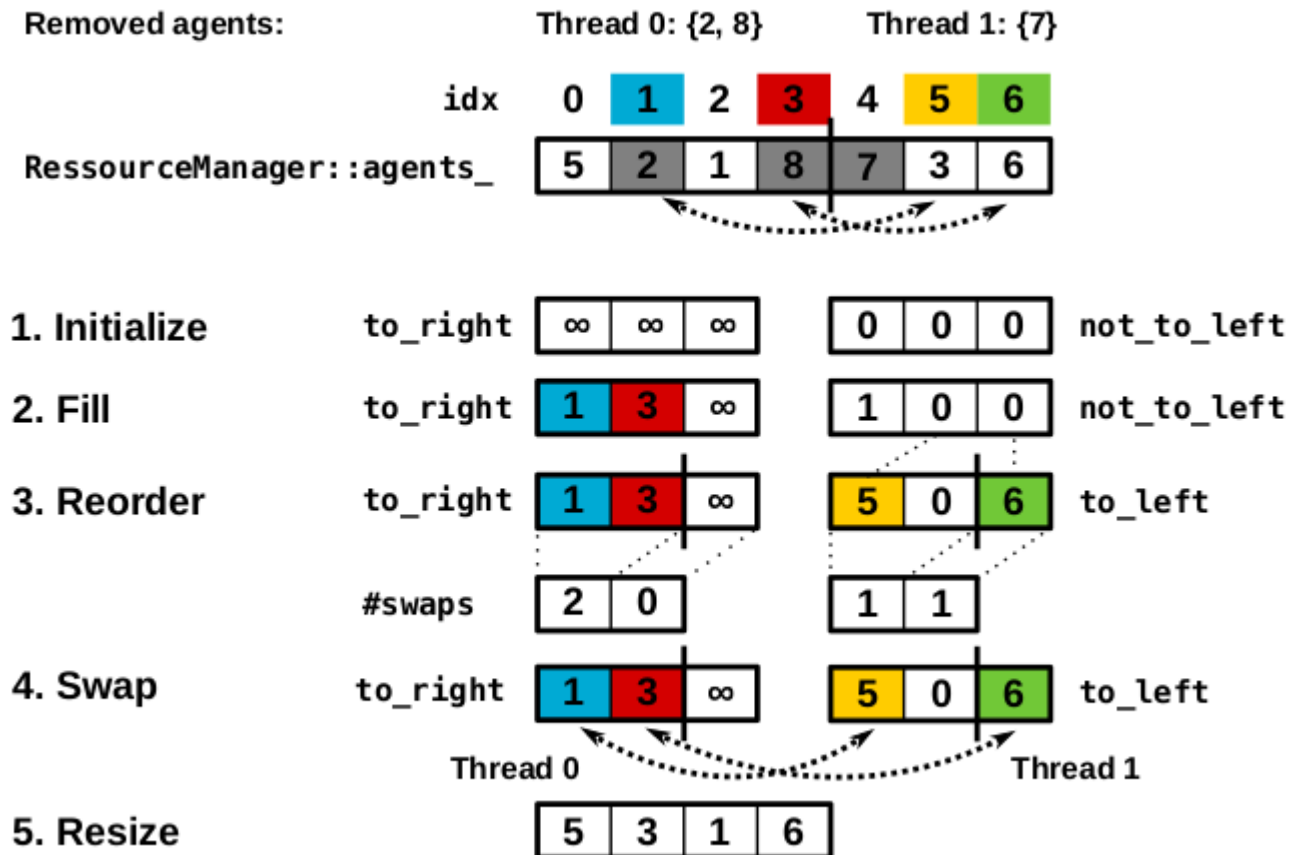 Removed agents: Thread 0: {2, 8} Thread 1: {7}
idx 0 1 2 3 4 5 6
RessourceManager::agents_ 5 2 1 8 7 3 6
1. Initialize to_right ∞ ∞ ∞ 0 0 0 not_to_left
2. Fill to_right 1 3 ∞ 1 0 0 not_to_left
3. Reorder to_right 1 3 ∞ 5 0 6 to_left
#swaps 2 0 1 1
4. Swap to_right 1 3 ∞ 5 0 6 to_left
Thread 0 Thread 1
5. Resize 5 3 1 6